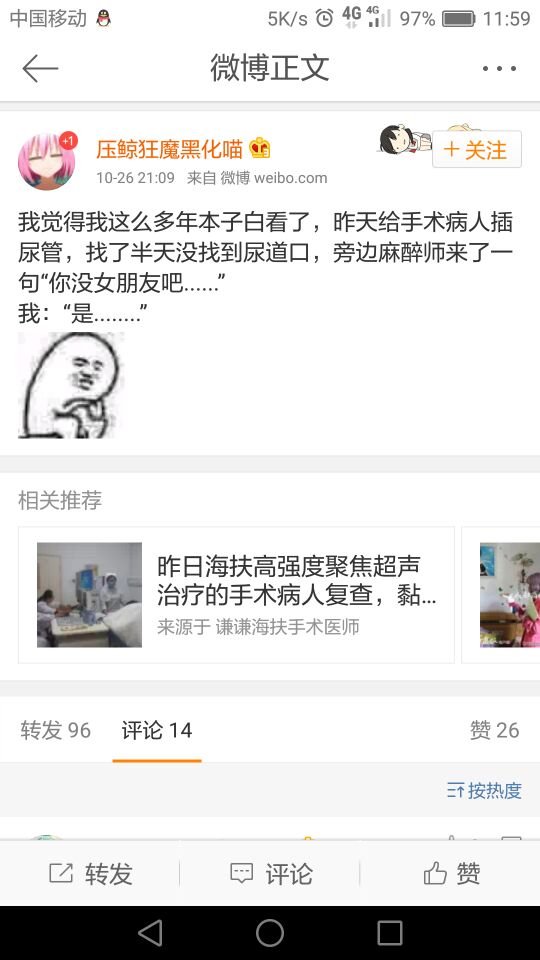 中国移动 5K/s 4G 4G 97% 11:59
微博正文
+1
压鲸狂魔黑化喵
+ 关注
10-26 21:09 来自 微博 weibo.com
我觉得我这么多年本子白看了，昨天给手术病人插
尿管，找了半天没找到尿道口，旁边麻醉师来了一
句“你没女朋友吧......”
我：“是........”
相关推荐
昨日海扶高强度聚焦超声
治疗的手术病人复查，黏...
来源于 谦谦海扶手术医师
转发 96 评论 14 赞 26
按热度
转发 评论 赞